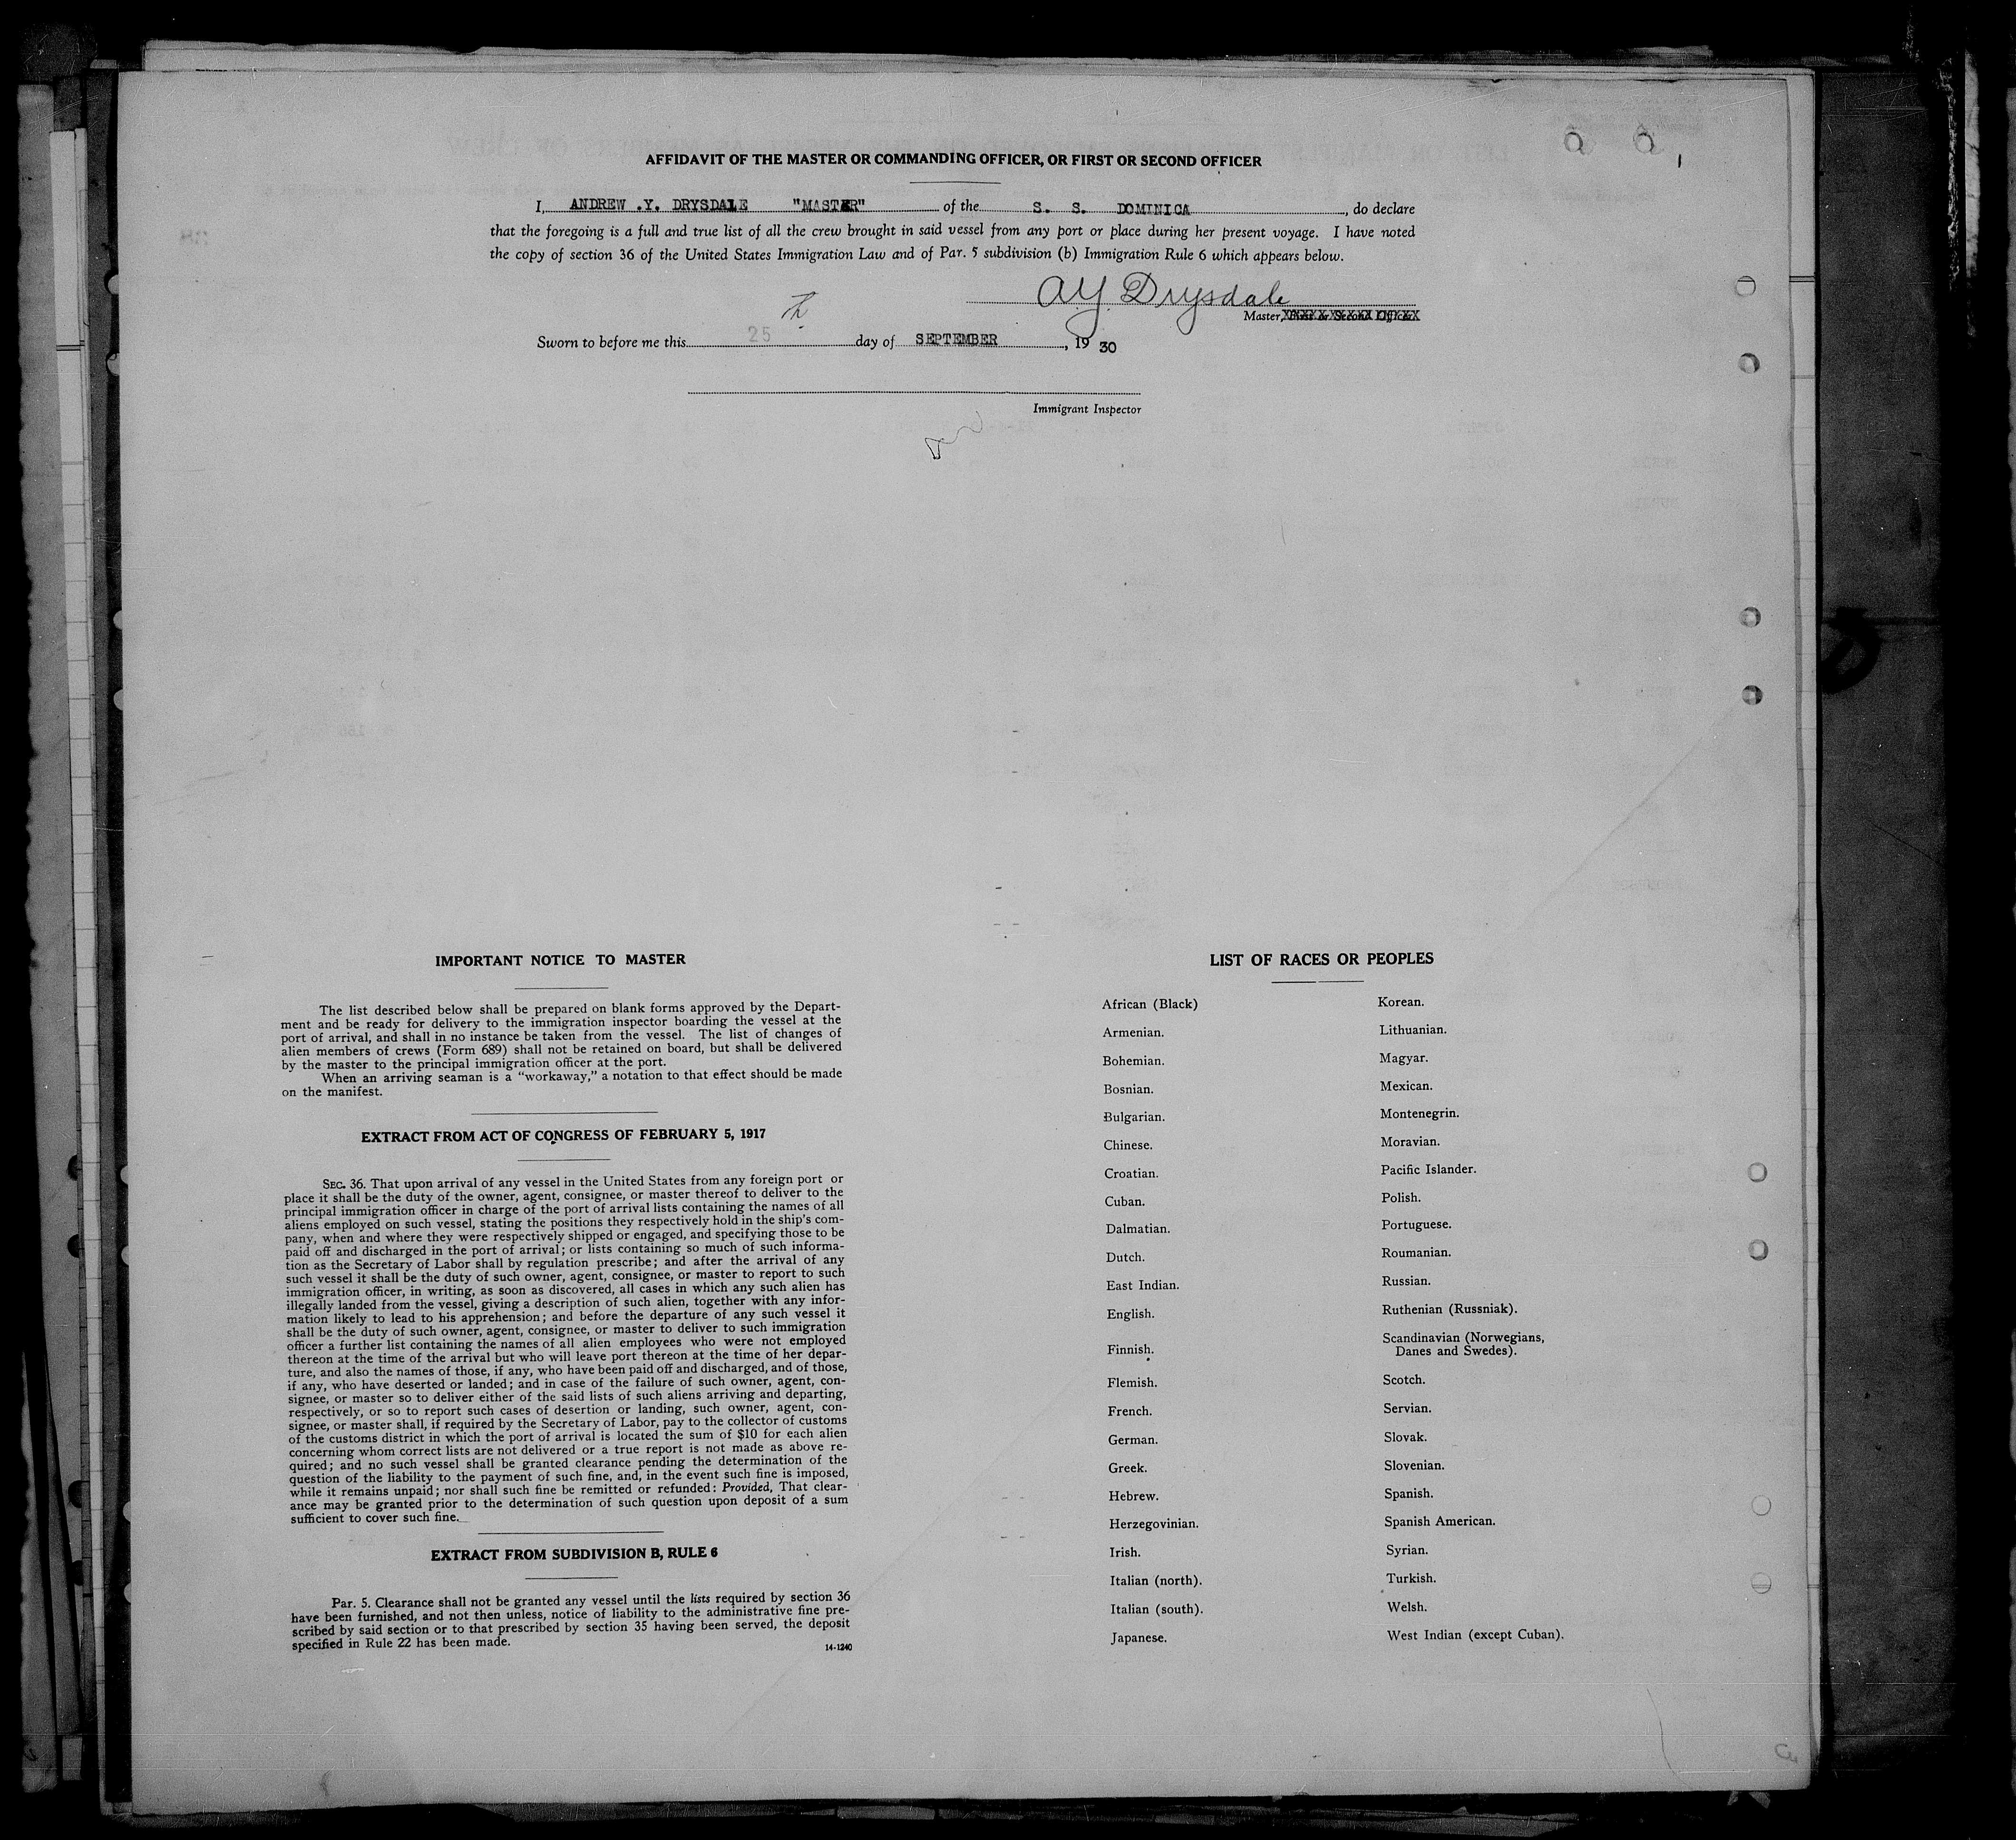 AFFIDAVIT OF THE MASTER OR COMMANDING OFFICER, OR FIRST OR SECOND OFFICER
I, ANDREW .Y. DRYSDALE "MASTER" of the S. S. DOMINICA, do declare
that the foregoing is a full and true list of all the crew brought in said vessel from any port or place during her present voyage. I have noted
the copy of section 36 of the United States Immigration Law and of Par. 5 subdivision (b) Immigration Rule 6 which appears below.
A Y Drysdale
Master, First or Second Officer
Sworn to before me this 25 th day of SEPTEMBER, 19 30
Immigrant Inspector
IMPORTANT NOTICE TO MASTER
The list described below shall be prepared on blank forms approved by the Depart-
ment and be ready for delivery to the immigration inspector boarding the vessel at the
port of arrival, and shall in no instance be taken from the vessel. The list of changes of
alien members of crews (Form 689) shall not be retained on board, but shall be delivered
by the master to the principal immigration officer at the port.
When an arriving seaman is a "workaway," a notation to that effect should be made
on the manifest.
EXTRACT FROM ACT OF CONGRESS OF FEBRUARY 5, 1917
SEC. 36. That upon arrival of any vessel in the United States from any foreign port or
place it shall be the duty of the owner, agent, consignee, or master thereof to deliver to the
principal immigration officer in charge of the port of arrival lists containing the names of all
aliens employed on such vessel, stating the positions they respectively hold in the ship's com-
pany, when and where they were respectively shipped or engaged, and specifying those to be
paid off and discharged in the port of arrival; or lists containing so much of such informa-
tion as the Secretary of Labor shall by regulation prescribe; and after the arrival of any
such vessel it shall be the duty of such owner, agent, consignee, or master to report to such
immigration officer, in writing, as soon as discovered, all cases in which any such alien has
illegally landed from the vessel, giving a description of such alien, together with any infor-
mation likely to lead to his apprehension; and before the departure of any such vessel it
shall be the duty of such owner, agent, consignee, or master to deliver to such immigration
officer a further list containing the names of all alien employees who were not employed
thereon at the time of the arrival but who will leave port thereon at the time of her depar-
ture, and also the names of those, if any, who have been paid off and discharged, and of those,
if any, who have deserted or landed; and in case of the failure of such owner, agent, con-
signee, or master so to deliver either of the said lists of such aliens arriving and departing,
respectively, or so to report such cases of desertion or landing, such owner, agent, con-
signee, or master shall, if required by the Secretary of Labor, pay to the collector of customs
of the customs district in which the port of arrival is located the sum of $10 for each alien
concerning whom correct lists are not delivered or a true report is not made as above re-
quired; and no such vessel shall be granted clearance pending the determination of the
question of the liability to the payment of such fine, and, in the event such fine is imposed,
while it remains unpaid; nor shall such fine be remitted or refunded: Provided, That clear-
ance may be granted prior to the determination of such question upon deposit of a sum
sufficient to cover such fine.
EXTRACT FROM SUBDIVISION B, RULE 6
Par. 5. Clearance shall not be granted any vessel until the lists required by section 36
have been furnished, and not then unless, notice of liability to the administrative fine pre-
scribed by said section or to that prescribed by section 35 having been served, the deposit
specified in Rule 22 has been made.
14-1240
LIST OF RACES OR PEOPLES
African (Black)
Armenian.
Bohemian.
Bosnian.
Bulgarian.
Chinese.
Croatian.
Cuban.
Dalmatian.
Dutch.
East Indian.
English.
Finnish.
Flemish.
French.
German.
Greek.
Hebrew.
Herzegovinian.
Irish.
Italian (north).
Italian (south).
Japanese.
Korean.
Lithuanian.
Magyar.
Mexican.
Montenegrin.
Moravian.
Pacific Islander.
Polish.
Portuguese.
Roumanian.
Russian.
Ruthenian (Russniak).
Scandinavian (Norwegians,
Danes and Swedes).
Scotch.
Servian.
Slovak.
Slovenian.
Spanish.
Spanish American.
Syrian.
Turkish.
Welsh.
West Indian (except Cuban).